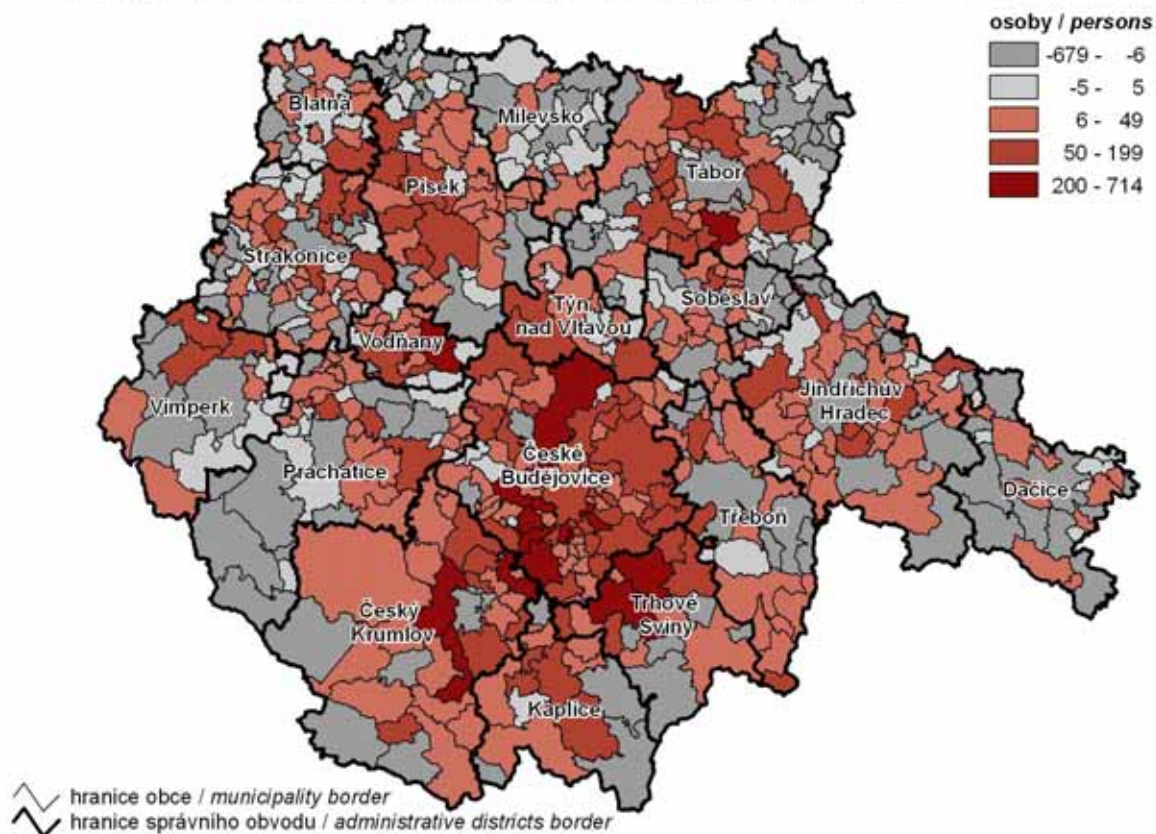 osoby / persons
-679 - -6
-5 - 5
6 - 49
50 - 199
200 - 714
Blatná
Milevsko
Tábor
Písek
Strakonice
Soběslav
Týn
nad Vltavou
Vodňany
Jindřichův
Hradec
Vimperk
České
Budějovice
Prachatice
Dačice
Třeboň
Český
Krumlov
Trhové
Sviny
Kaplice
hranice obce / municipality border
hranice správního obvodu / administrative districts border